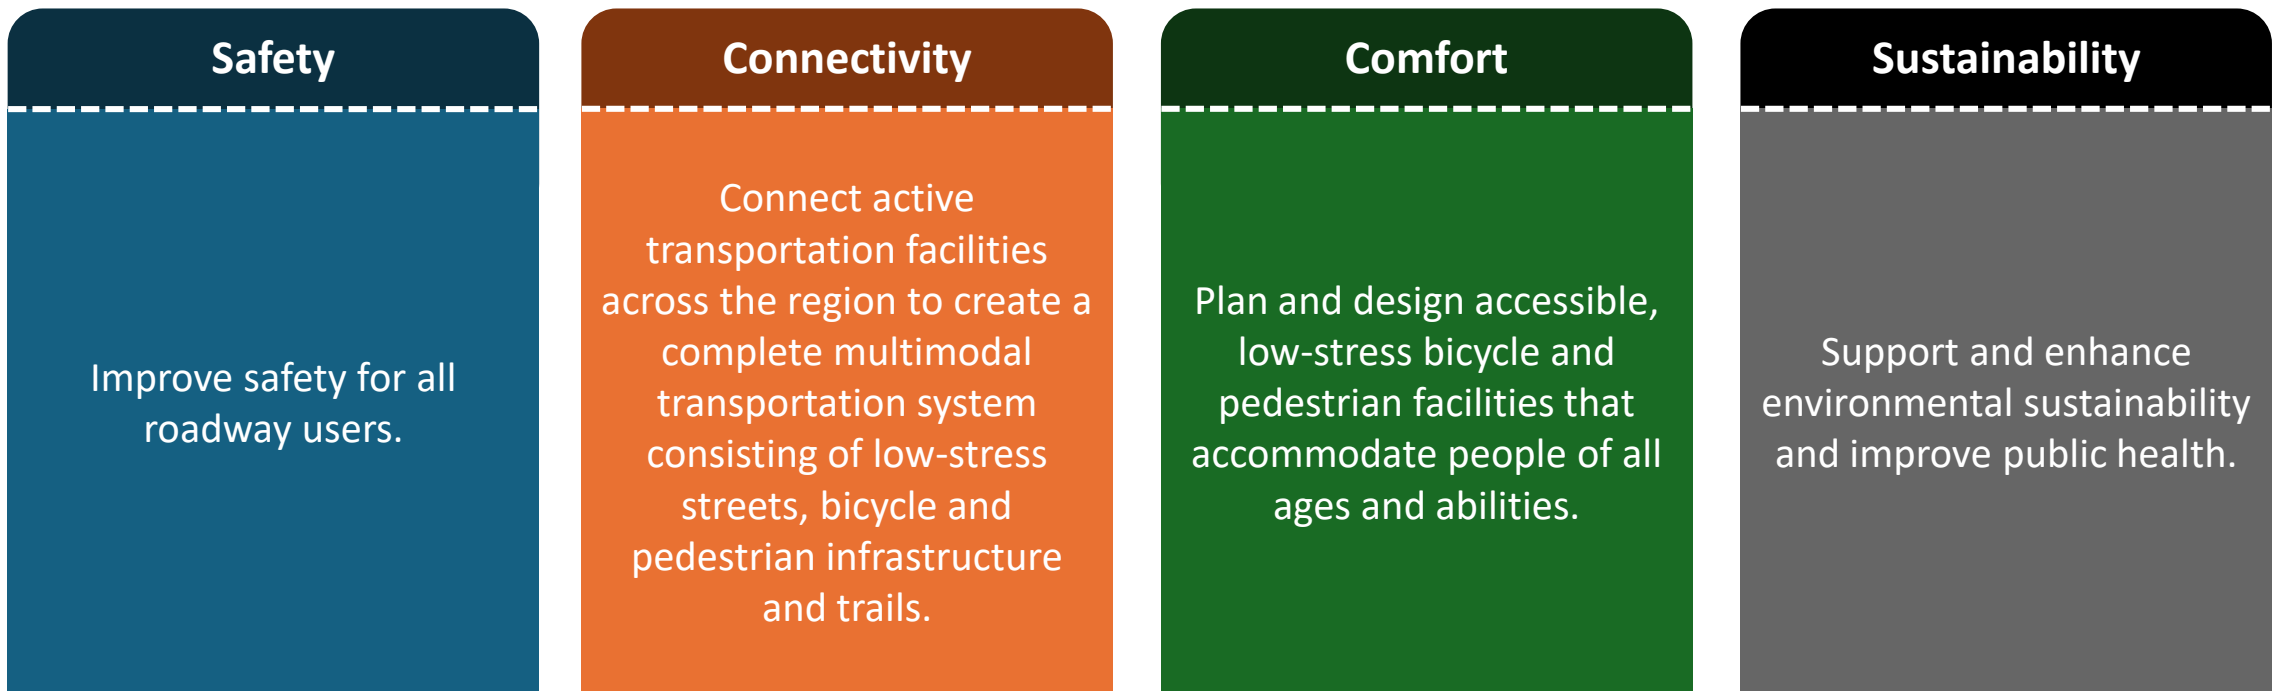 Safety
Improve safety for all
roadway users.
Connectivity
Connect active
transportation facilities
across the region to create a
complete multimodal
transportation system
consisting of low-stress
streets, bicycle and
pedestrian infrastructure
and trails.
Comfort
Plan and design accessible,
low-stress bicycle and
pedestrian facilities that
accommodate people of all
ages and abilities.
Sustainability
Support and enhance
environmental sustainability
and improve public health.